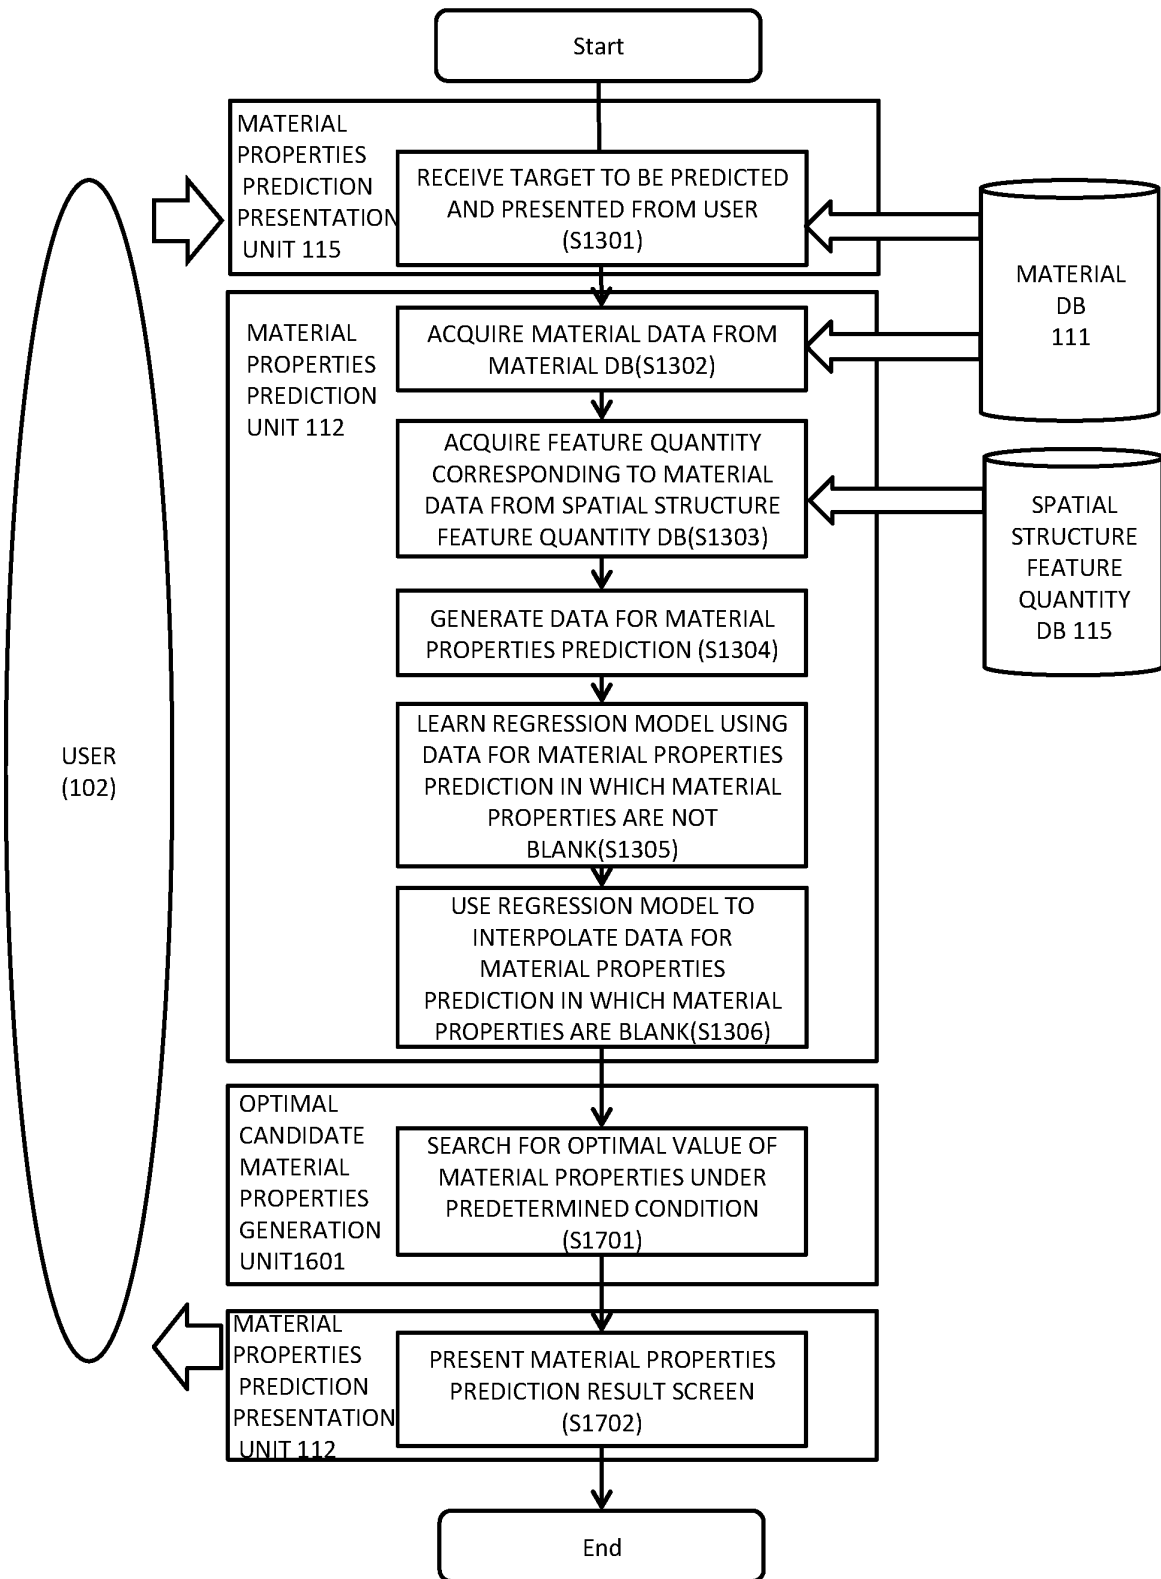 Start
MATERIAL
PROPERTIES
PREDICTION
PRESENTATION
UNIT 115
RECEIVE TARGET TO BE PREDICTED
AND PRESENTED FROM USER
(S1301)
MATERIAL
DB
111
MATERIAL
PROPERTIES
PREDICTION
UNIT 112
ACQUIRE MATERIAL DATA FROM
MATERIAL DB(S1302)
ACQUIRE FEATURE QUANTITY
CORRESPONDING TO MATERIAL
DATA FROM SPATIAL STRUCTURE
FEATURE QUANTITY DB(S1303)
SPATIAL
STRUCTURE
FEATURE
QUANTITY
DB 115
GENERATE DATA FOR MATERIAL
PROPERTIES PREDICTION (S1304)
LEARN REGRESSION MODEL USING
DATA FOR MATERIAL PROPERTIES
PREDICTION IN WHICH MATERIAL
PROPERTIES ARE NOT
BLANK(S1305)
USER
(102)
USE REGRESSION MODEL TO
INTERPOLATE DATA FOR
MATERIAL PROPERTIES
PREDICTION IN WHICH MATERIAL
PROPERTIES ARE BLANK(S1306)
OPTIMAL
CANDIDATE
MATERIAL
PROPERTIES
GENERATION
UNIT1601
SEARCH FOR OPTIMAL VALUE OF
MATERIAL PROPERTIES UNDER
PREDETERMINED CONDITION
(S1701)
MATERIAL
PROPERTIES
PREDICTION
PRESENTATION
UNIT 112
PRESENT MATERIAL PROPERTIES
PREDICTION RESULT SCREEN
(S1702)
End